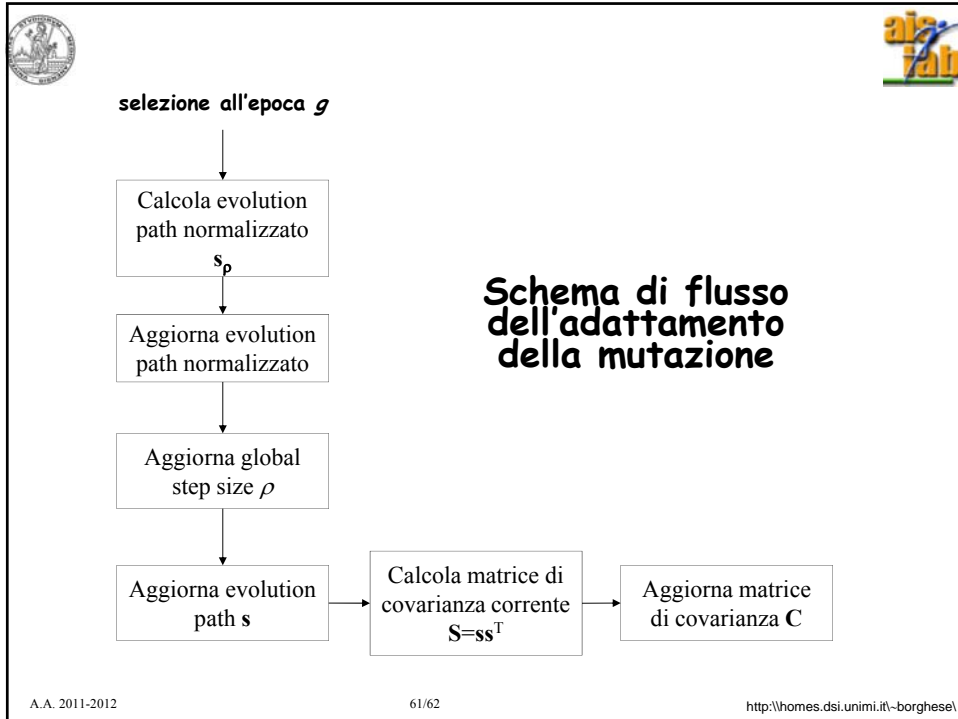 ais
lab
selezione all'epoca g
Calcola evolution
path normalizzato
sρ
Aggiorna evolution
path normalizzato
Aggiorna global
step size ρ
Aggiorna evolution
path s
Calcola matrice di
covarianza corrente
S=ssᵀ
Aggiorna matrice
di covarianza C
Schema di flusso
dell'adattamento
della mutazione
A.A. 2011-2012
61/62
http:\\homes.dsi.unimi.it\~borghese\